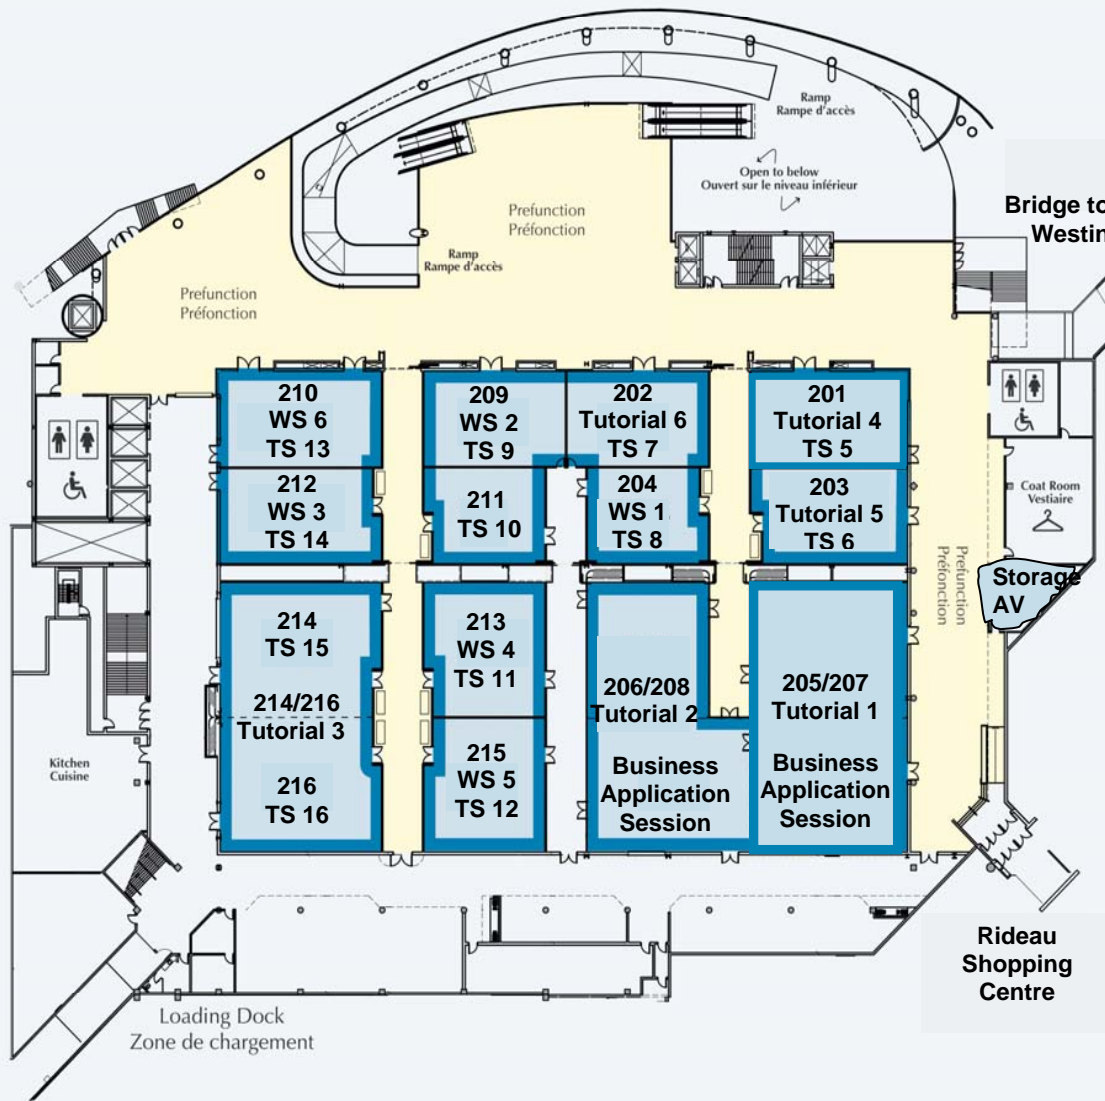 Ramp
Rampe d'accès
Open to below
Ouvert sur le niveau inférieur
Bridge to
Westin
Prefunction
Préfonction
Ramp
Rampe d'accès
Prefunction
Préfonction
210
WS 6
TS 13
209
WS 2
TS 9
202
Tutorial 6
TS 7
201
Tutorial 4
TS 5
212
WS 3
TS 14
211
TS 10
204
WS 1
TS 8
203
Tutorial 5
TS 6
Coat Room
Vestiaire
Prefunction
Préfonction
Storage
AV
214
TS 15
214/216
Tutorial 3
216
TS 16
213
WS 4
TS 11
215
WS 5
TS 12
206/208
Tutorial 2
Business
Application
Session
205/207
Tutorial 1
Business
Application
Session
Kitchen
Cuisine
Rideau
Shopping
Centre
Loading Dock
Zone de chargement